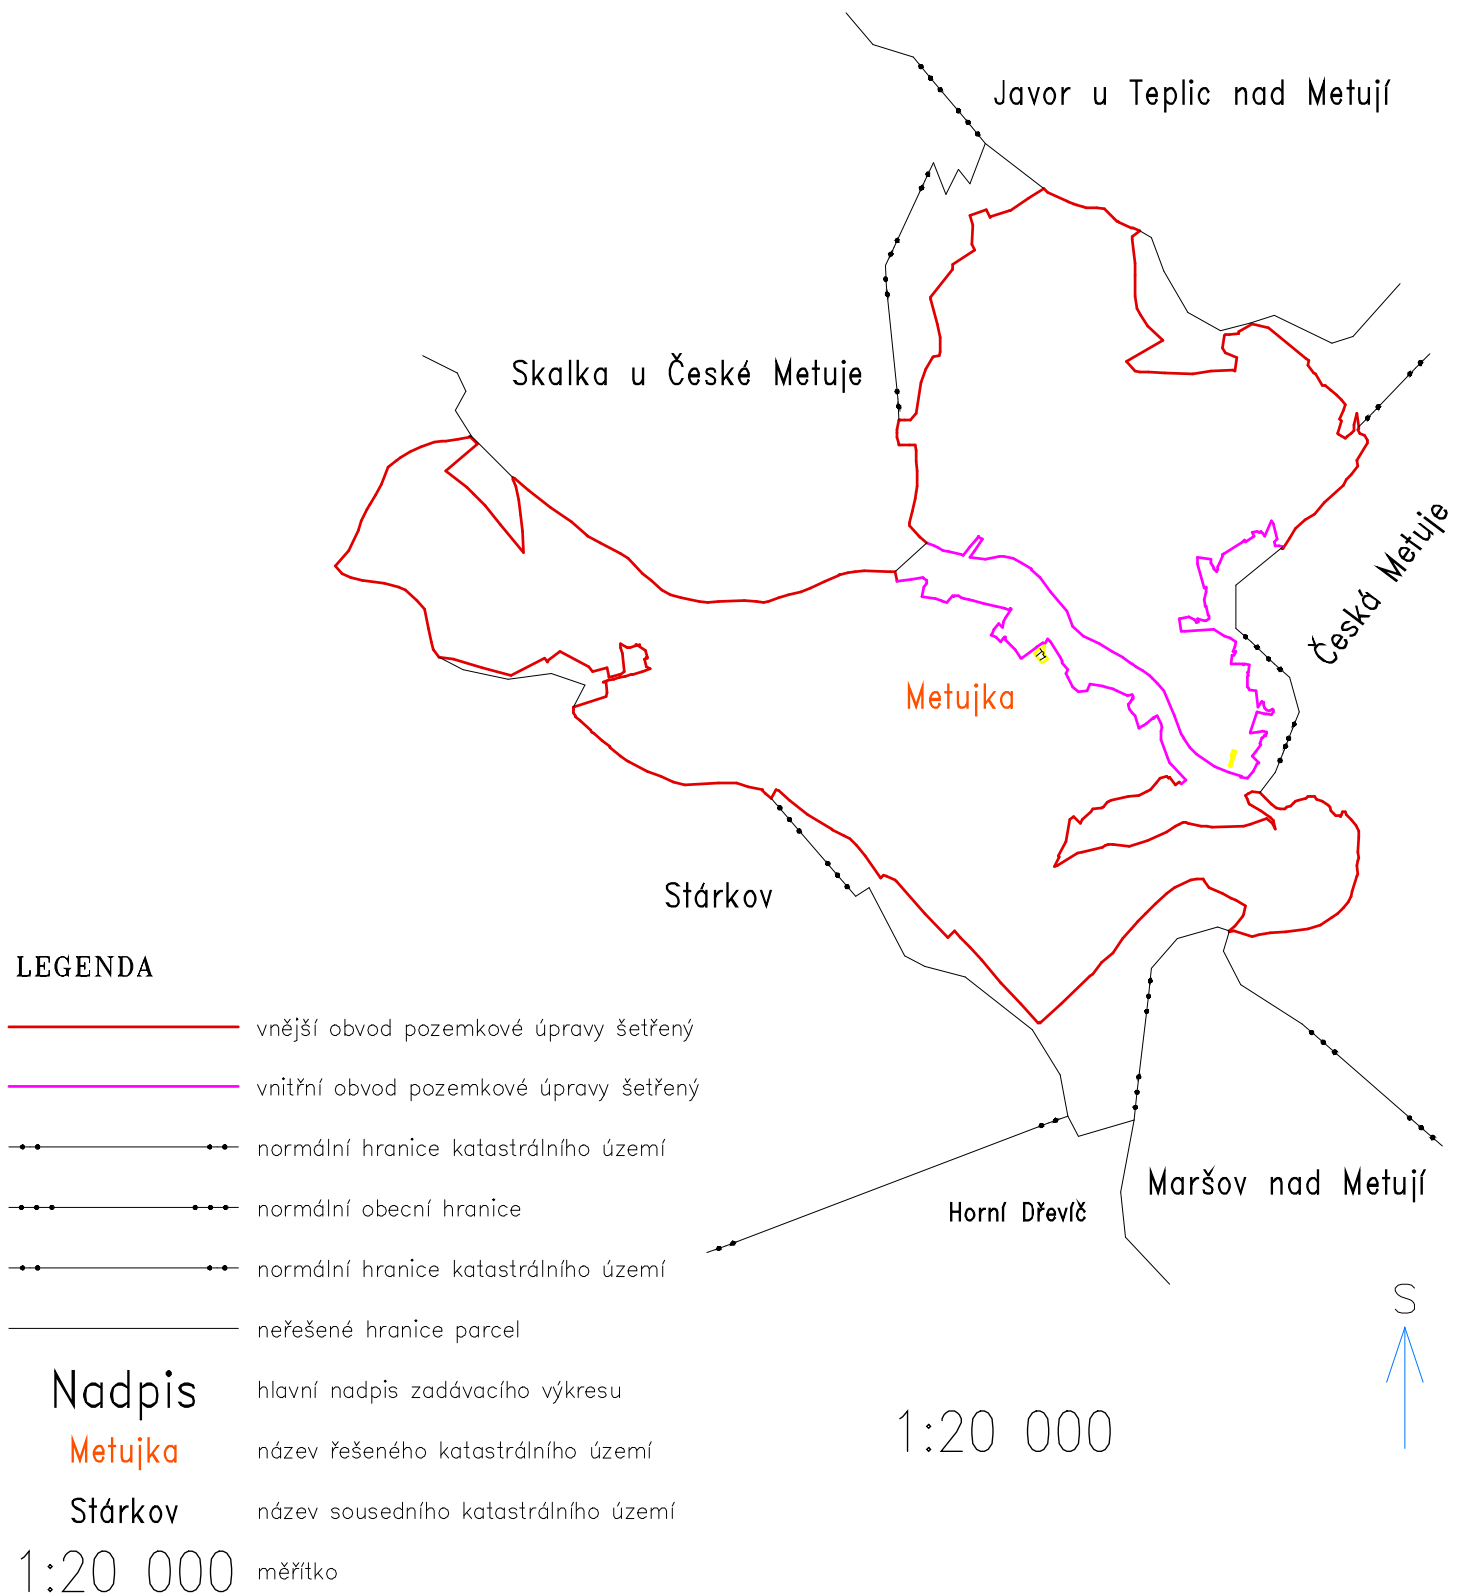 Javor u Teplic nad Metují
Skalka u České Metuje
Česká Metuje
Metujka
Stárkov
Maršov nad Metují
Horní Dřevíč
LEGENDA
vnější obvod pozemkové úpravy šetřený
vnitřní obvod pozemkové úpravy šetřený
normální hranice katastrálního území
normální obecní hranice
normální hranice katastrálního území
neřešené hranice parcel
Nadpis hlavní nadpis zadávacího výkresu
Metujka název řešeného katastrálního území
Stárkov název sousedního katastrálního území
1:20 000 měřítko
1:20 000
S